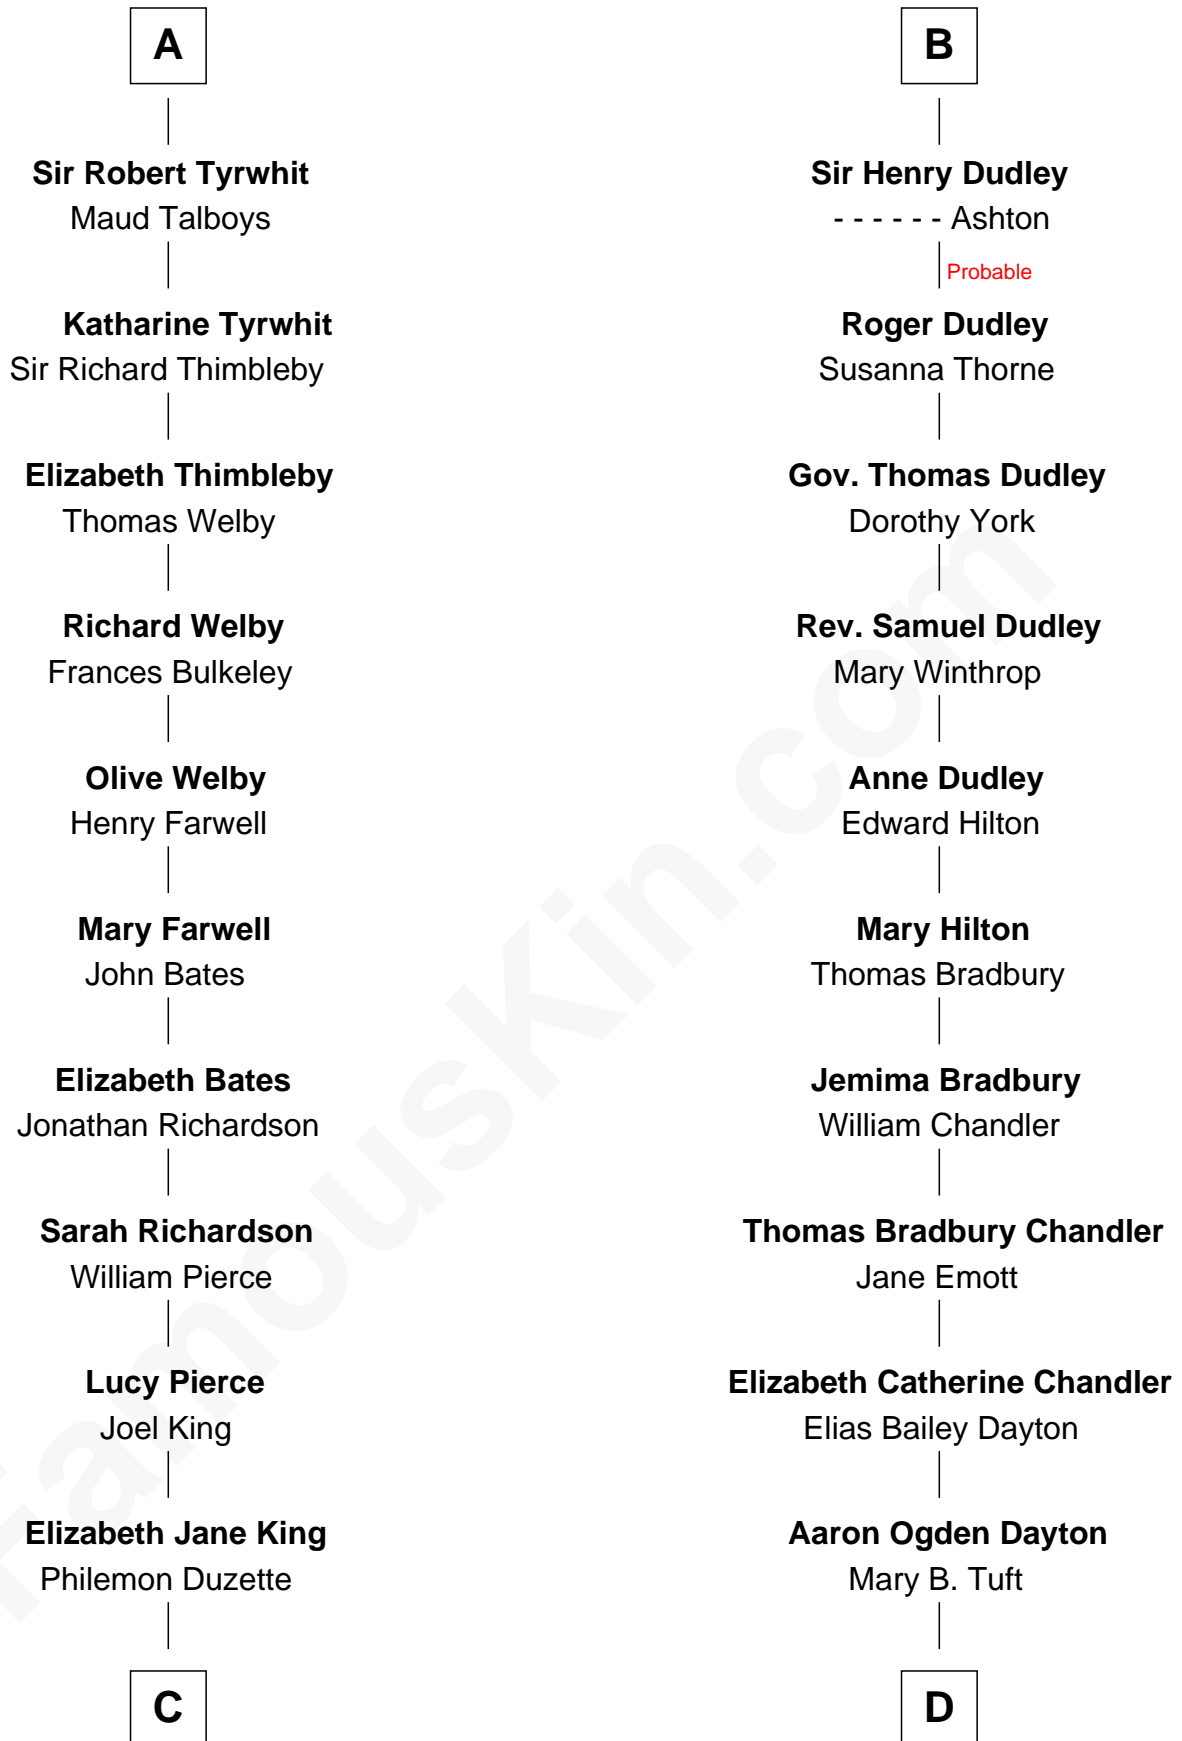 A
Sir Robert Tyrwhit
Maud Talboys
Katharine Tyrwhit
Sir Richard Thimbleby
Elizabeth Thimbleby
Thomas Welby
Richard Welby
Frances Bulkeley
Olive Welby
Henry Farwell
Mary Farwell
John Bates
Elizabeth Bates
Jonathan Richardson
Sarah Richardson
William Pierce
Lucy Pierce
Joel King
Elizabeth Jane King
Philemon Duzette
C
B
Sir Henry Dudley
- - - - - - Ashton
Probable
Roger Dudley
Susanna Thorne
Gov. Thomas Dudley
Dorothy York
Rev. Samuel Dudley
Mary Winthrop
Anne Dudley
Edward Hilton
Mary Hilton
Thomas Bradbury
Jemima Bradbury
William Chandler
Thomas Bradbury Chandler
Jane Emott
Elizabeth Catherine Chandler
Elias Bailey Dayton
Aaron Ogden Dayton
Mary B. Tuft
D
FamousKin.com